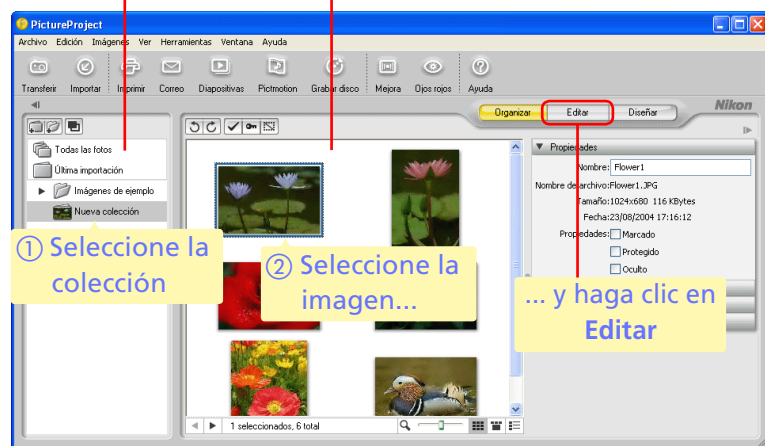 PictureProject
Archivo Edición Imágenes Ver Herramientas Ventana Ayuda
Transferir Importar Imprimir Correo Diapositivas Pictmotion Grabar disco Mejora Ojos rojos Ayuda
Organizar Editar Diseñar
Nikon
Todas las fotos
Última importación
Imágenes de ejemplo
Nueva colección
① Seleccione la
colección
② Seleccione la
imagen...
1 seleccionados, 6 total
Propiedades
Nombre: Flower1
Nombre de archivo:Flower1.JPG
Tamaño:1024x680 116 KBytes
Fecha:23/08/2004 17:16:12
Propiedades: Marcado
Protegido
Oculto
... y haga clic en
Editar